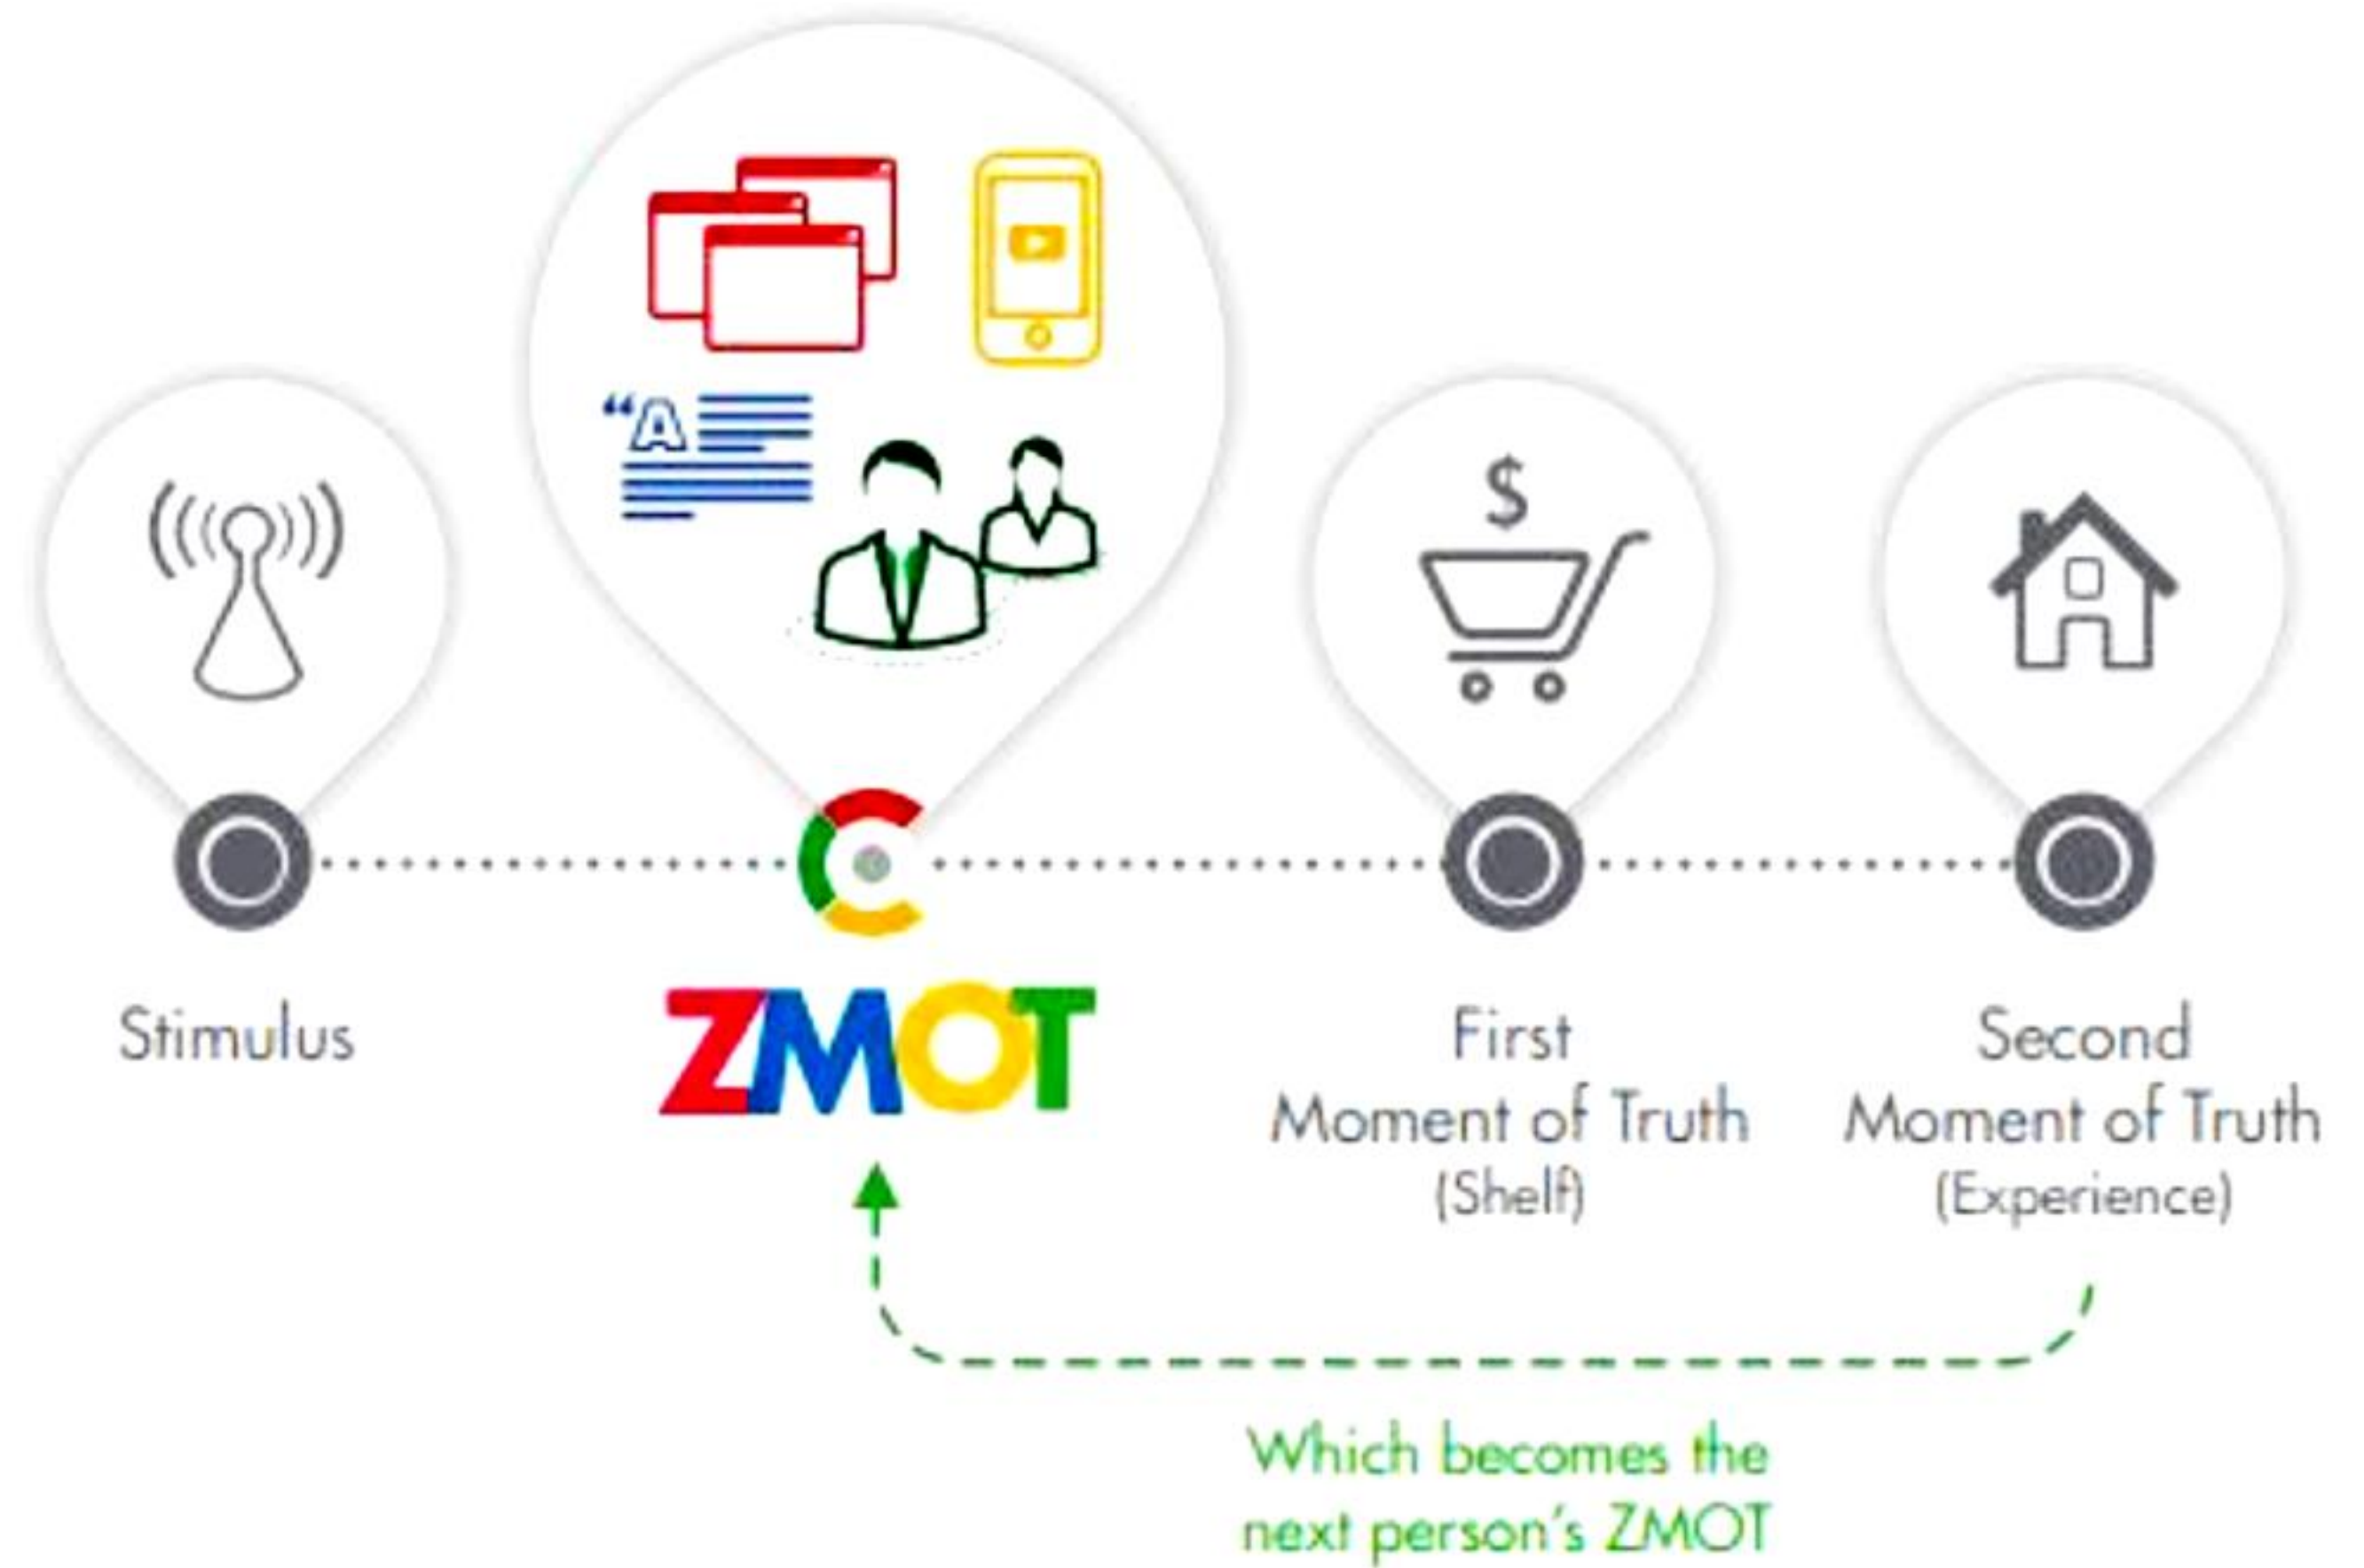 “A
Stimulus
ZMOT
$
First
Moment of Truth
(Shelf)
Second
Moment of Truth
(Experience)
Which becomes the
next person's ZMOT